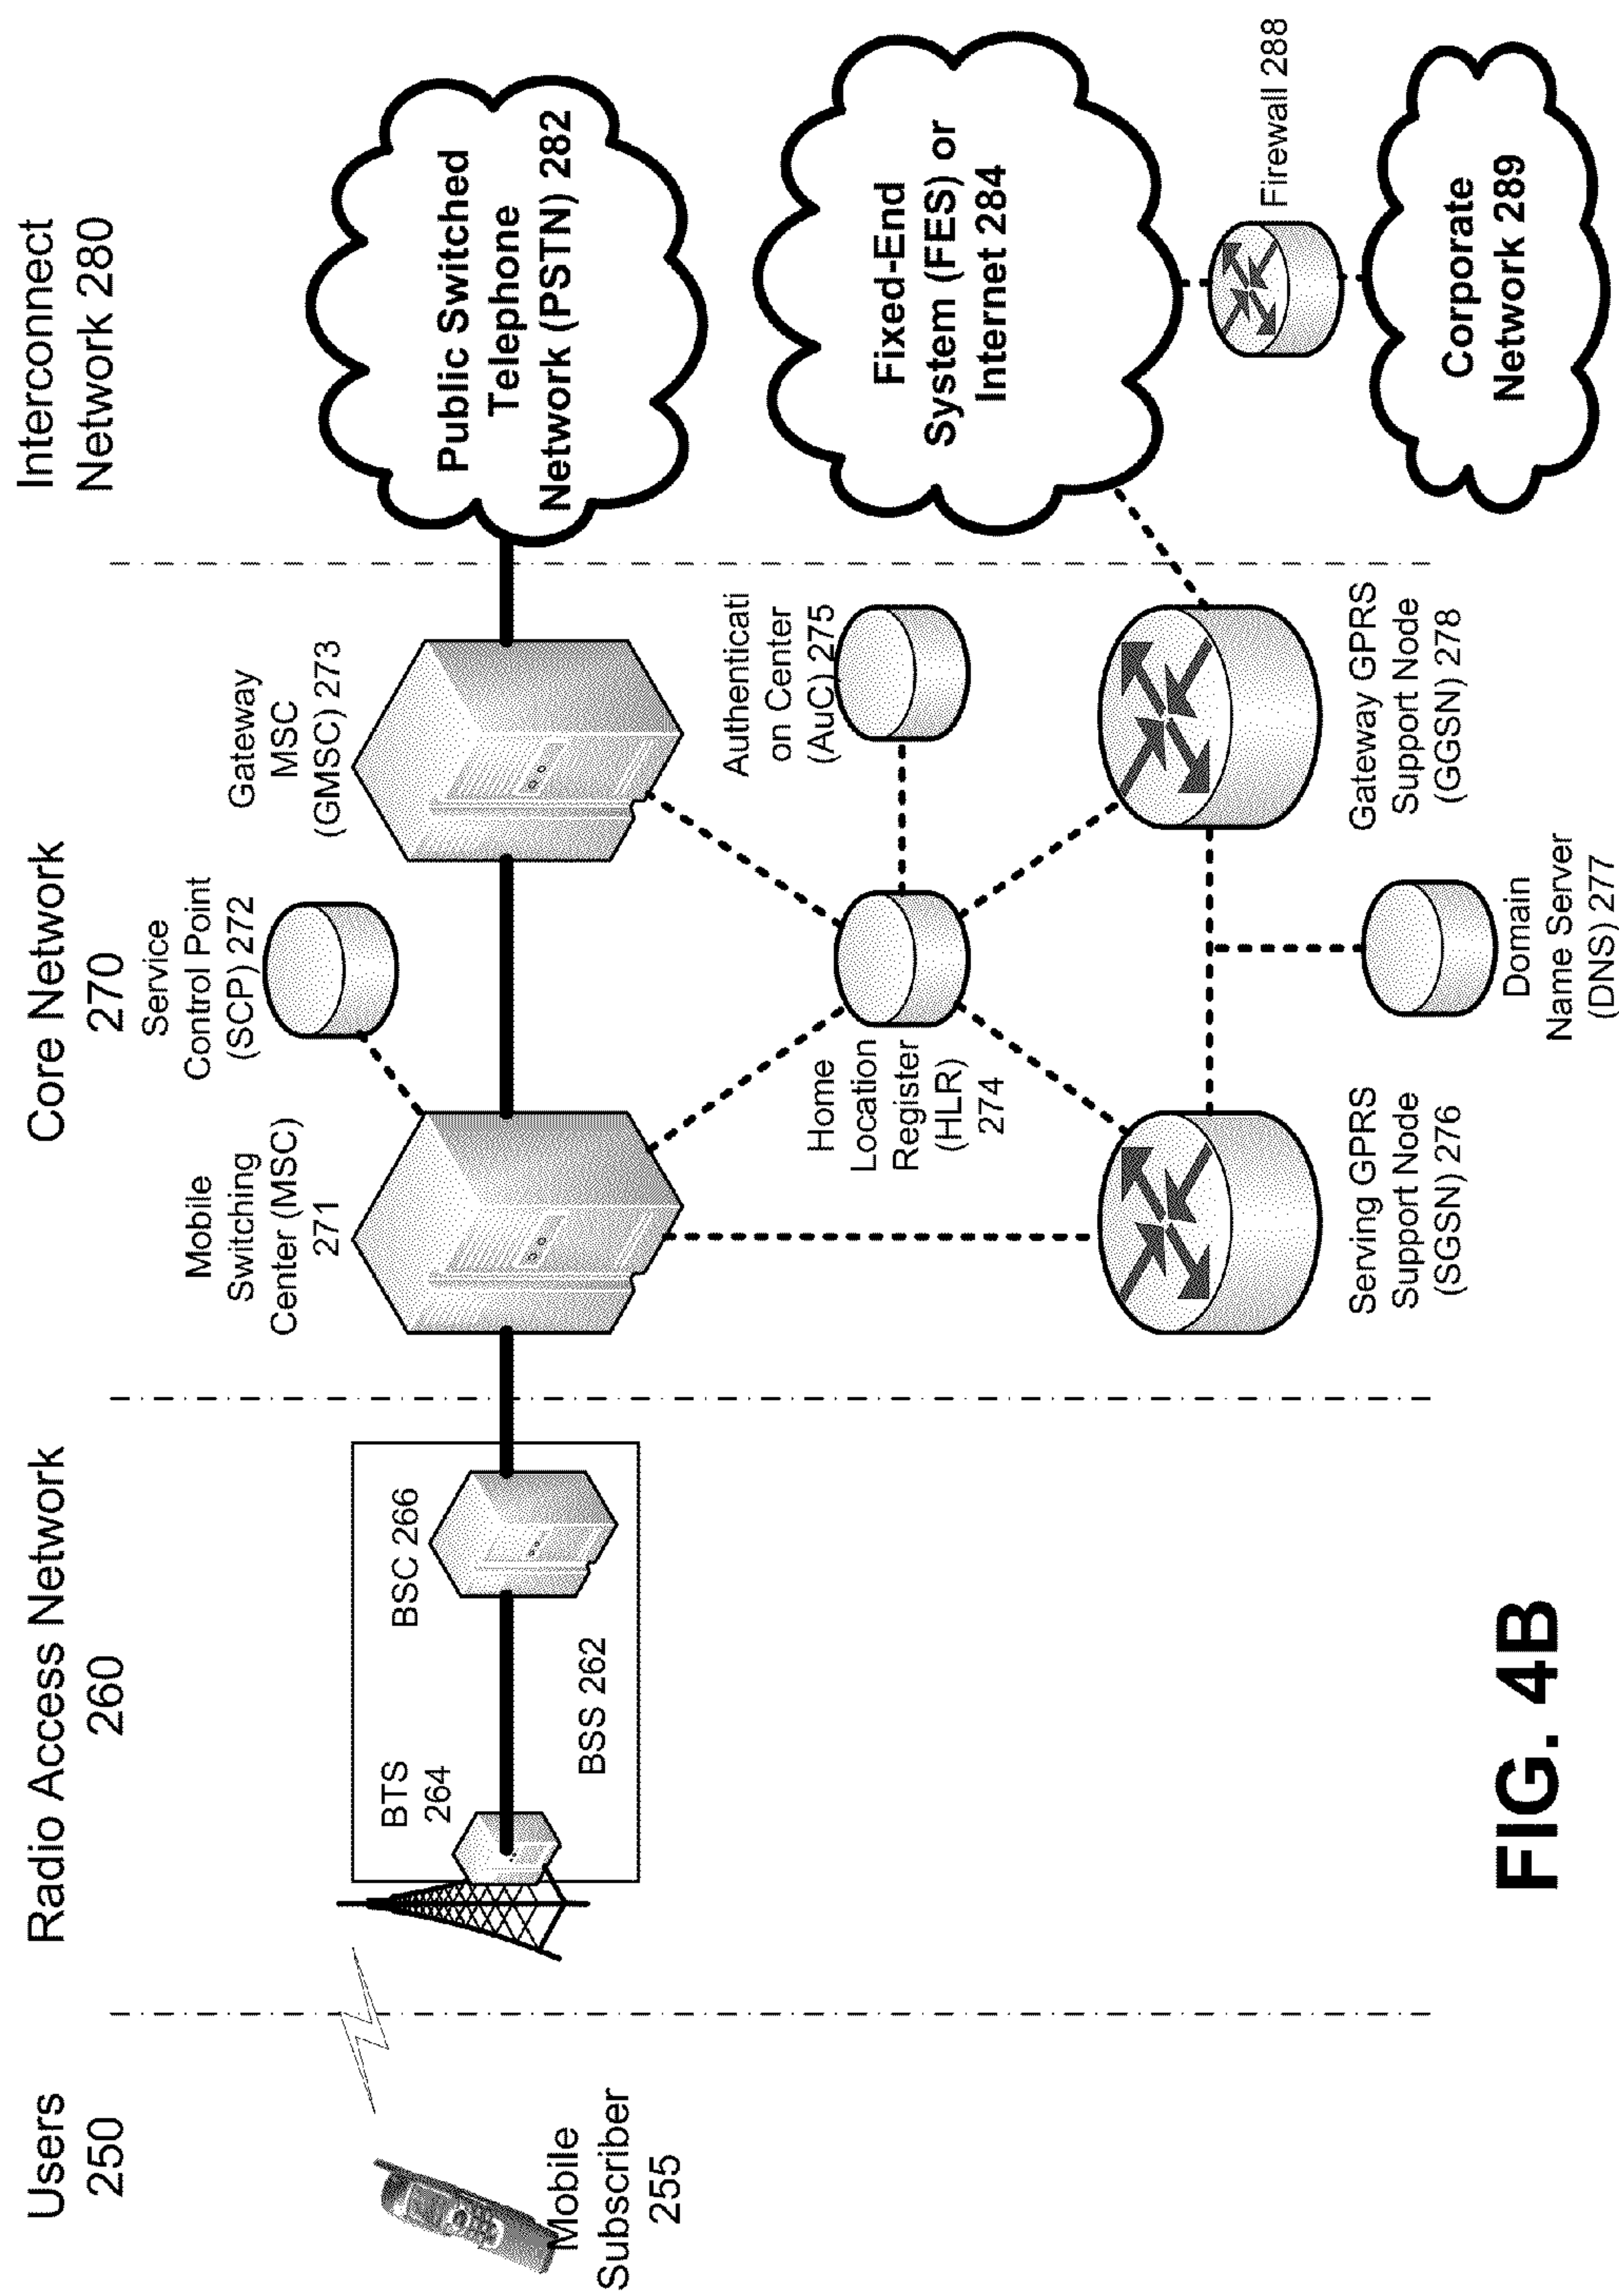 Users
250
Radio Access Network
260
Core Network
270
Interconnect
Network 280
Mobile
Subscriber
255
BTS
264
BSC 266
BSS 262
Mobile
Switching
Center (MSC)
271
Service
Control Point
(SCP) 272
Gateway
MSC
(GMSC) 273
Public Switched
Telephone
Network (PSTN) 282
Home
Location
Register
(HLR)
274
Authenticati
on Center
(AuC) 275
Fixed-End
System (FES) or
Internet 284
Serving GPRS
Support Node
(SGSN) 276
Domain
Name Server
(DNS) 277
Gateway GPRS
Support Node
(GGSN) 278
Firewall 288
Corporate
Network 289
FIG. 4B